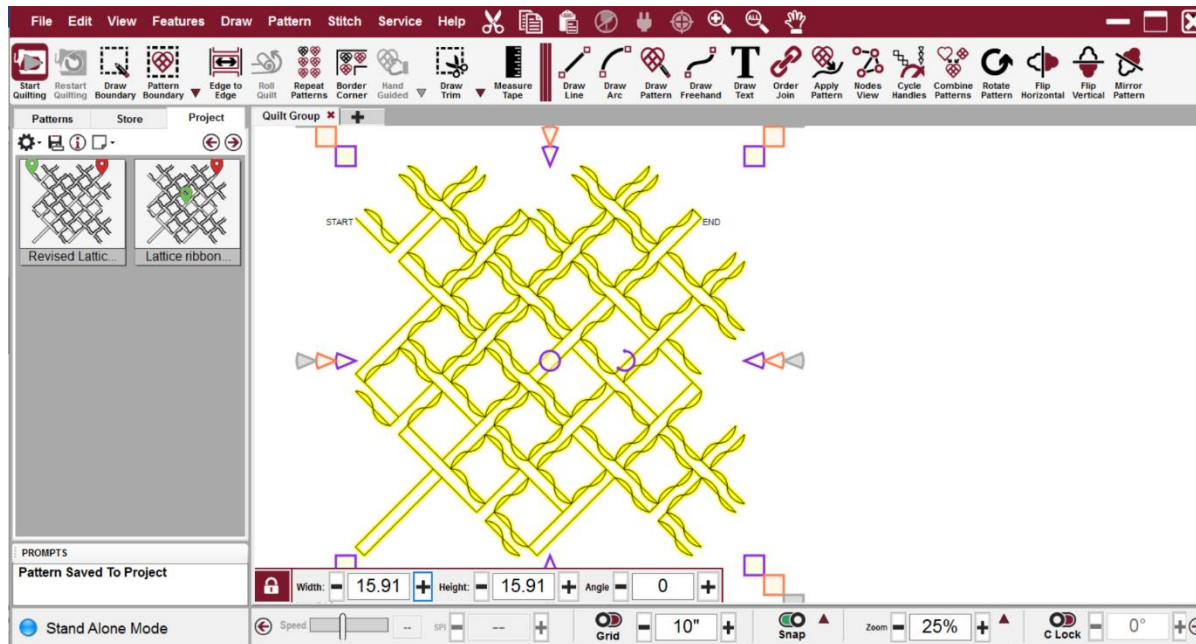 File Edit View Features Draw Pattern Stitch Service Help ALL
Start Quilting
Restart Quilting
Draw Boundary
Pattern Boundary
Edge to Edge
Roll Quilt
Repeat Patterns
Border Corner
Hand Guided
Draw Trim
Measure Tape
Draw Line
Draw Arc
Draw Pattern
Draw Freehand
T
Draw Text
Order Join
Apply Pattern
Nodes View
Cycle Handles
Combine Patterns
Rotate Pattern
Flip Horizontal
Flip Vertical
Mirror Pattern
Patterns Store Project
Quilt Group
Revised Lattic... Lattice ribbon...
START
END
PROMPTS
Pattern Saved To Project
Width: 15.91 Height: 15.91 Angle 0
Stand Alone Mode
Speed -- SPI -- Grid 10" Snap Zoom 25% C Lock 0°